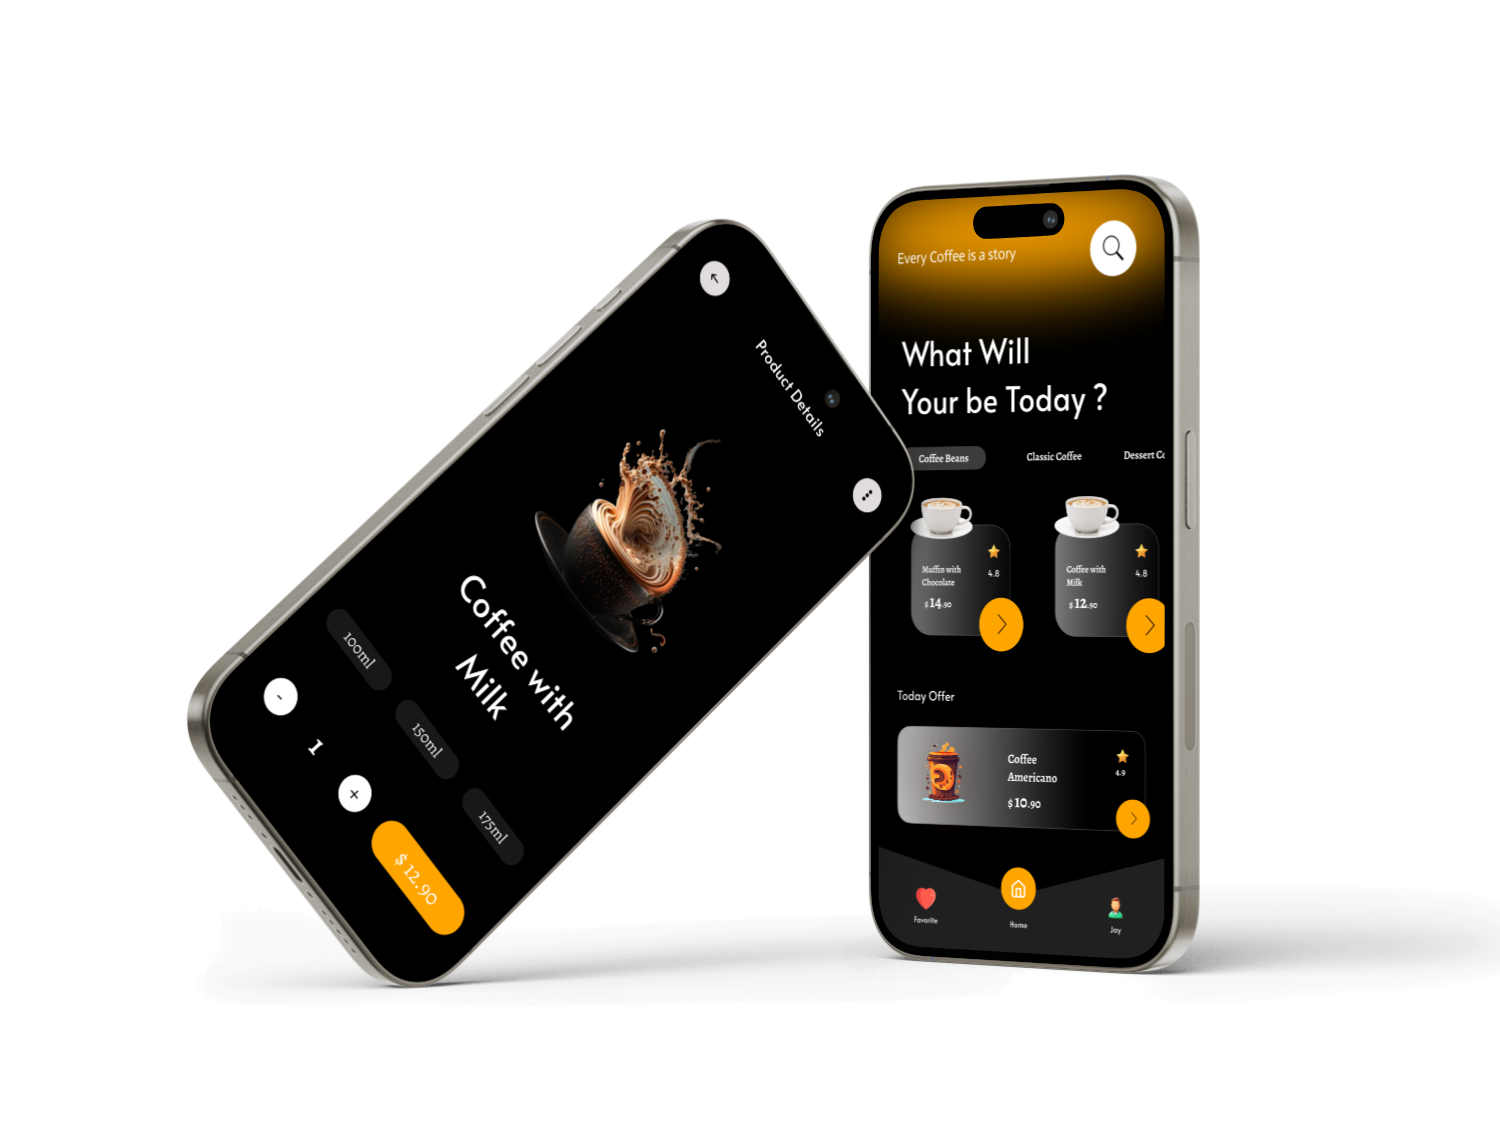 Product Details
Coffee with
Milk
100ml
150ml
175ml
-
1
×
$ 12.90
Every Coffee is a story
What Will
Your be Today ?
Coffee Beans
Classic Coffee
Dessert Co
Muffin with
Chocolate
4.8
$ 14.90
Coffee with
Milk
4.8
$ 12.90
Today Offer
Coffee
Americano
4.9
$ 10.90
Favorite
Home
Jay